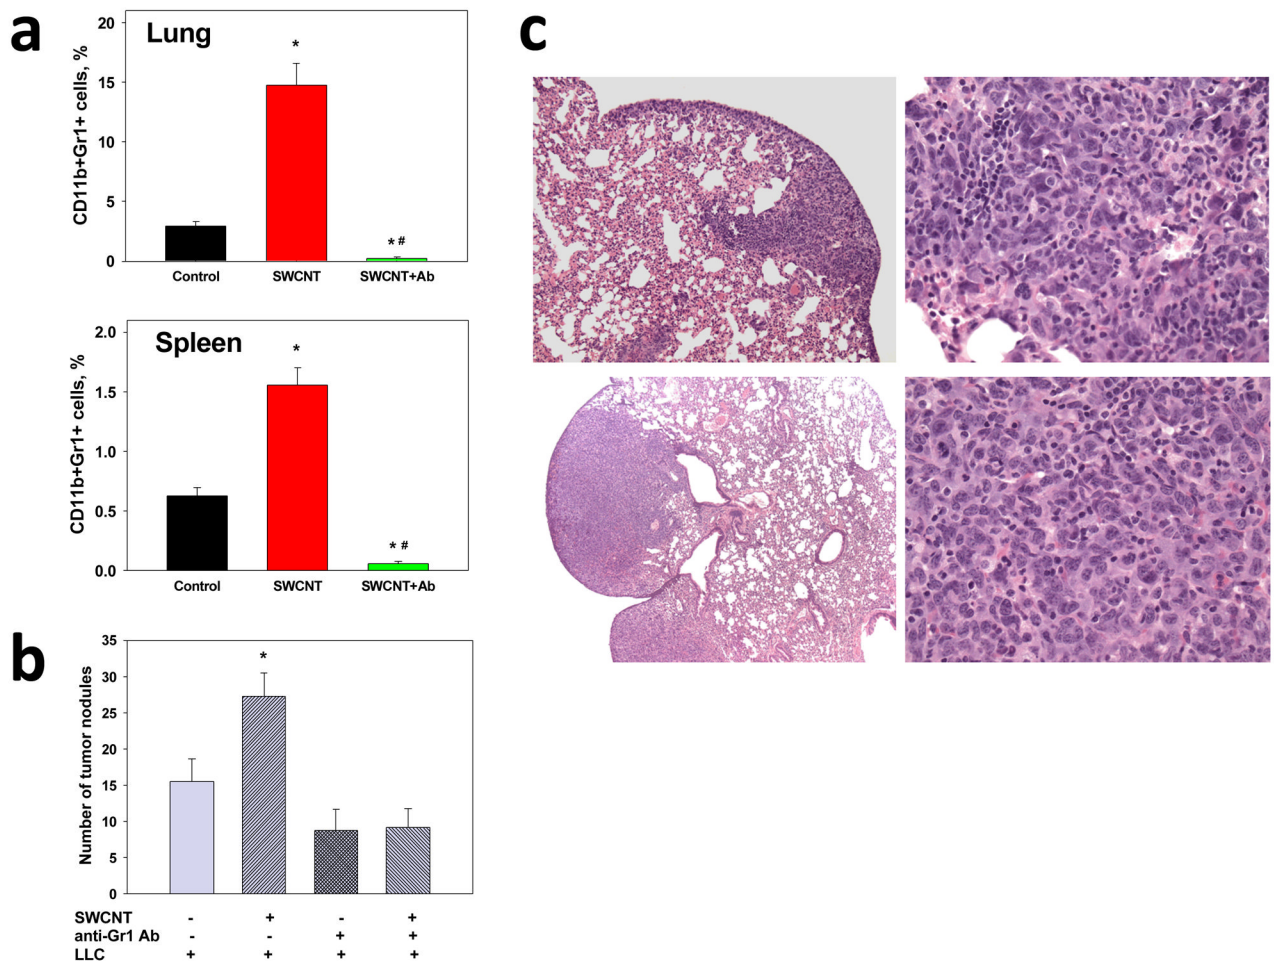 a
Lung
CD11b+Gr1+ cells, %
20
15
10
5
0
*
* #
Control SWCNT SWCNT+Ab
Spleen
CD11b+Gr1+ cells, %
2.0
1.5
1.0
0.5
0.0
*
* #
Control SWCNT SWCNT+Ab
b
Number of tumor nodules
35
30
25
20
15
10
5
0
*
SWCNT - + - +
anti-Gr1 Ab - - + +
LLC + + + +
c